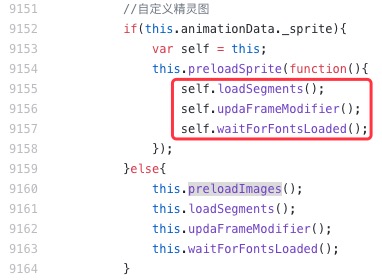 9151 //自定义精灵图
9152 if(this.animationData._sprite){
9153 var self = this;
9154 this.preloadSprite(function(){
9155 self.loadSegments();
9156 self.updaFrameModifier();
9157 self.waitForFontsLoaded();
9158 });
9159 }else{
9160 this.preloadImages();
9161 this.loadSegments();
9162 this.updaFrameModifier();
9163 this.waitForFontsLoaded();
9164 }